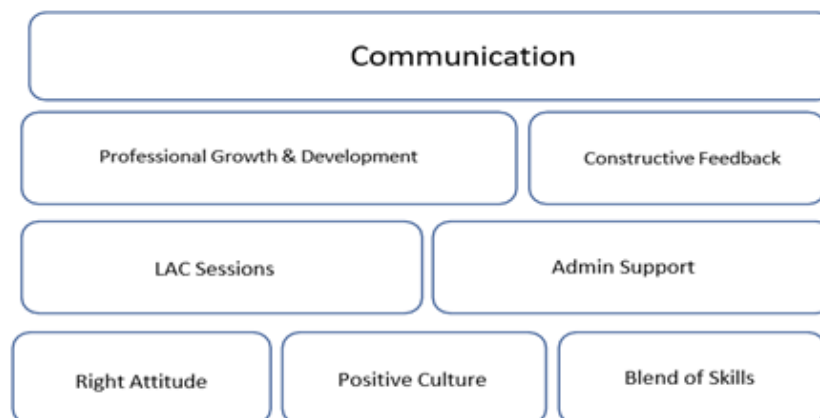 Communication
Professional Growth & Development
Constructive Feedback
LAC Sessions
Admin Support
Right Attitude
Positive Culture
Blend of Skills